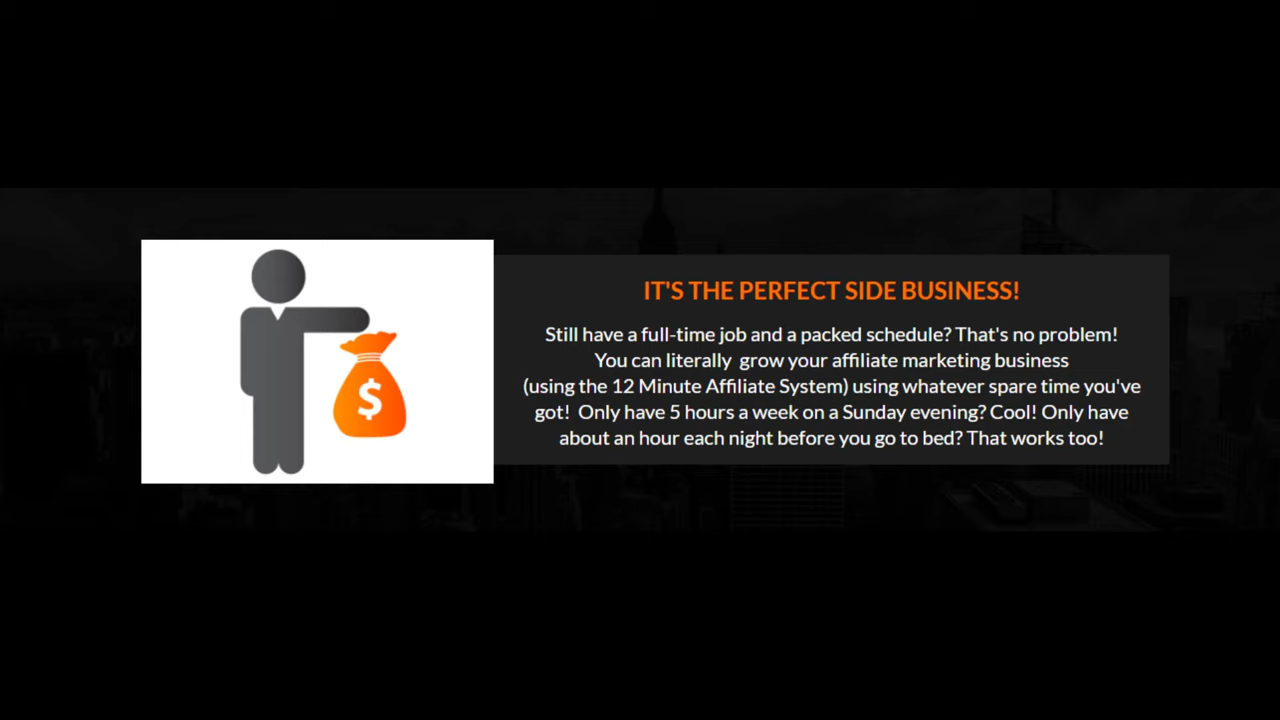 $
IT'S THE PERFECT SIDE BUSINESS!
Still have a full-time job and a packed schedule? That's no problem!
You can literally  grow your affiliate marketing business
(using the 12 Minute Affiliate System) using whatever spare time you've
got!  Only have 5 hours a week on a Sunday evening? Cool! Only have
about an hour each night before you go to bed? That works too!